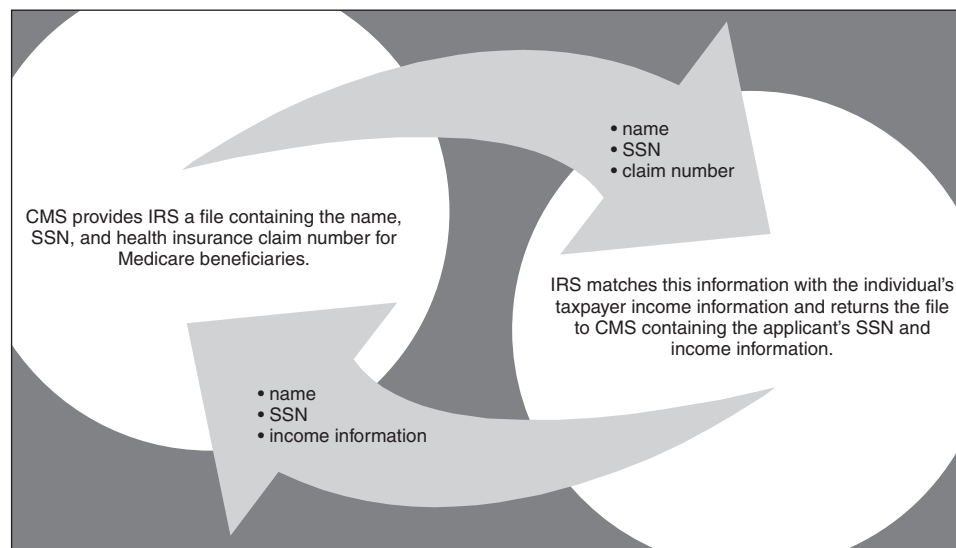 • name
• SSN
• claim number
CMS provides IRS a file containing the name,
SSN, and health insurance claim number for
Medicare beneficiaries.
IRS matches this information with the individual's
taxpayer income information and returns the file
to CMS containing the applicant's SSN and
income information.
• name
• SSN
• income information